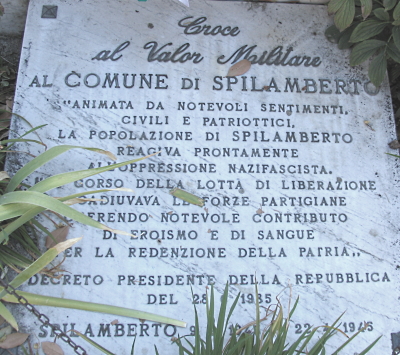 Croce
al Valor Militare
AL COMUNE DI SPILAMBERTO
"ANIMATA DA NOTEVOLI SENTIMENTI,
CIVILI E PATRIOTTICI,
LA POPOLAZIONE DI SPILAMBERTO
REAGIVA PRONTAMENTE
ALL'OPPRESSIONE NAZIFASCISTA.
CORSO DELLA LOTTA DI LIBERAZIONE
LE FORZE PARTIGIANE
NOTEVOLE CONTRIBUTO
DI EROISMO E DI SANGUE
PER LA REDENZIONE DELLA PATRIA"
DECRETO PRESIDENTE DELLA REPUBBLICA
DEL 28 1985
SPILAMBERTO 22 1945